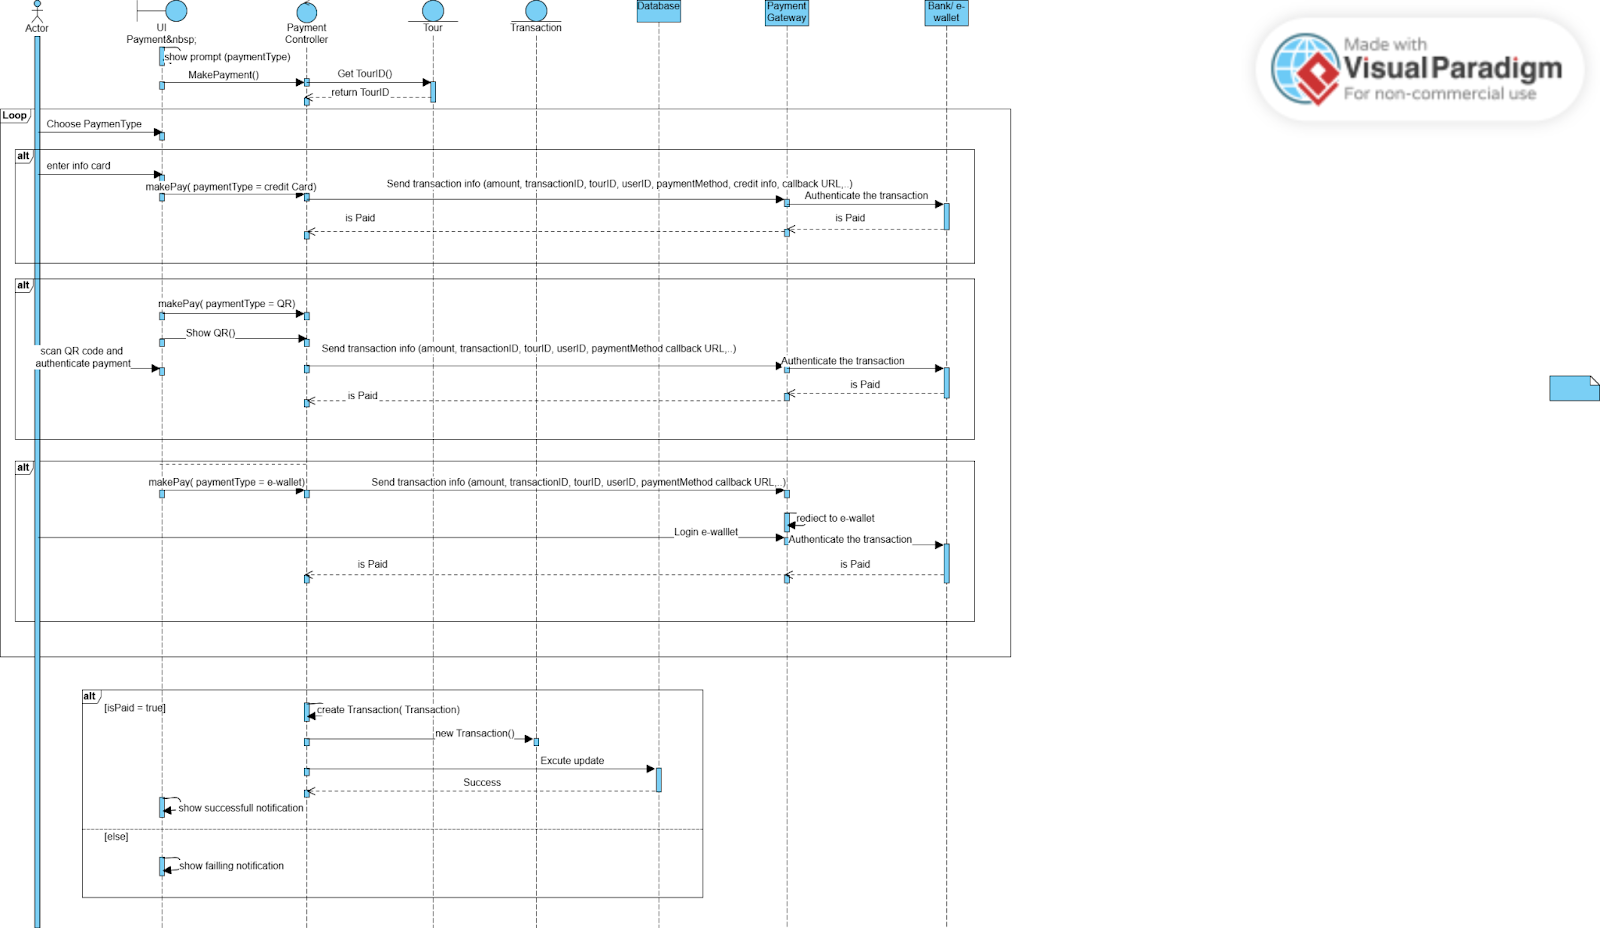 Actor
UI
Payment&nbsp;
Payment
Controller
Tour
Transaction
Database
Payment
Gateway
Bank/ e-
wallet
Made with
VisualParadigm
For non-commercial use
show prompt (paymentType)
MakePayment()
Get TourID()
return TourID
Loop
Choose PaymenType
alt
enter info card
makePay( paymentType = credit Card)
Send transaction info (amount, transactionID, tourID, userID, paymentMethod, credit info, callback URL,..)
Authenticate the transaction
is Paid
is Paid
alt
makePay( paymentType = QR)
Show QR()
scan QR code and
authenticate payment
Send transaction info (amount, transactionID, tourID, userID, paymentMethod callback URL,..)
Authenticate the transaction
is Paid
is Paid
alt
makePay( paymentType = e-wallet)
Send transaction info (amount, transactionID, tourID, userID, paymentMethod callback URL,..)
rediect to e-wallet
Login e-walllet
Authenticate the transaction
is Paid
is Paid
alt
[isPaid = true]
create Transaction( Transaction)
new Transaction()
Excute update
Success
show successfull notification
[else]
show failling notification